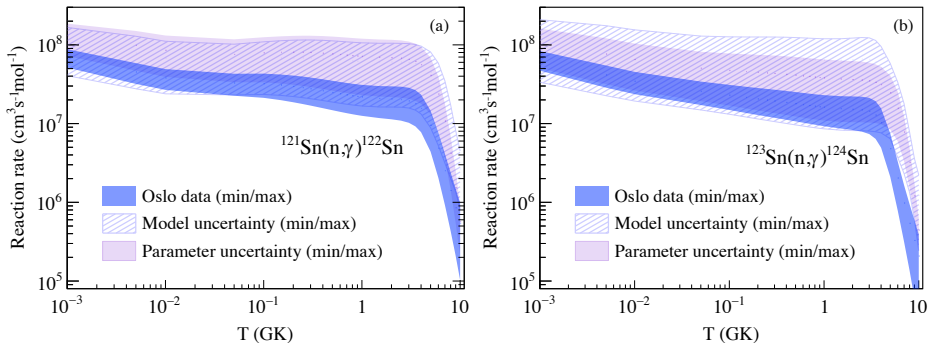 Reaction rate (cm³s⁻¹mol⁻¹)
10⁸
10⁷
10⁶
10⁵
(a)
¹²¹Sn(n,γ)¹²²Sn
Oslo data (min/max)
Model uncertainty (min/max)
Parameter uncertainty (min/max)
10⁻³ 10⁻² 10⁻¹ 1 10
T (GK)
Reaction rate (cm³s⁻¹mol⁻¹)
10⁸
10⁷
10⁶
10⁵
(b)
¹²³Sn(n,γ)¹²⁴Sn
Oslo data (min/max)
Model uncertainty (min/max)
Parameter uncertainty (min/max)
10⁻³ 10⁻² 10⁻¹ 1 10
T (GK)